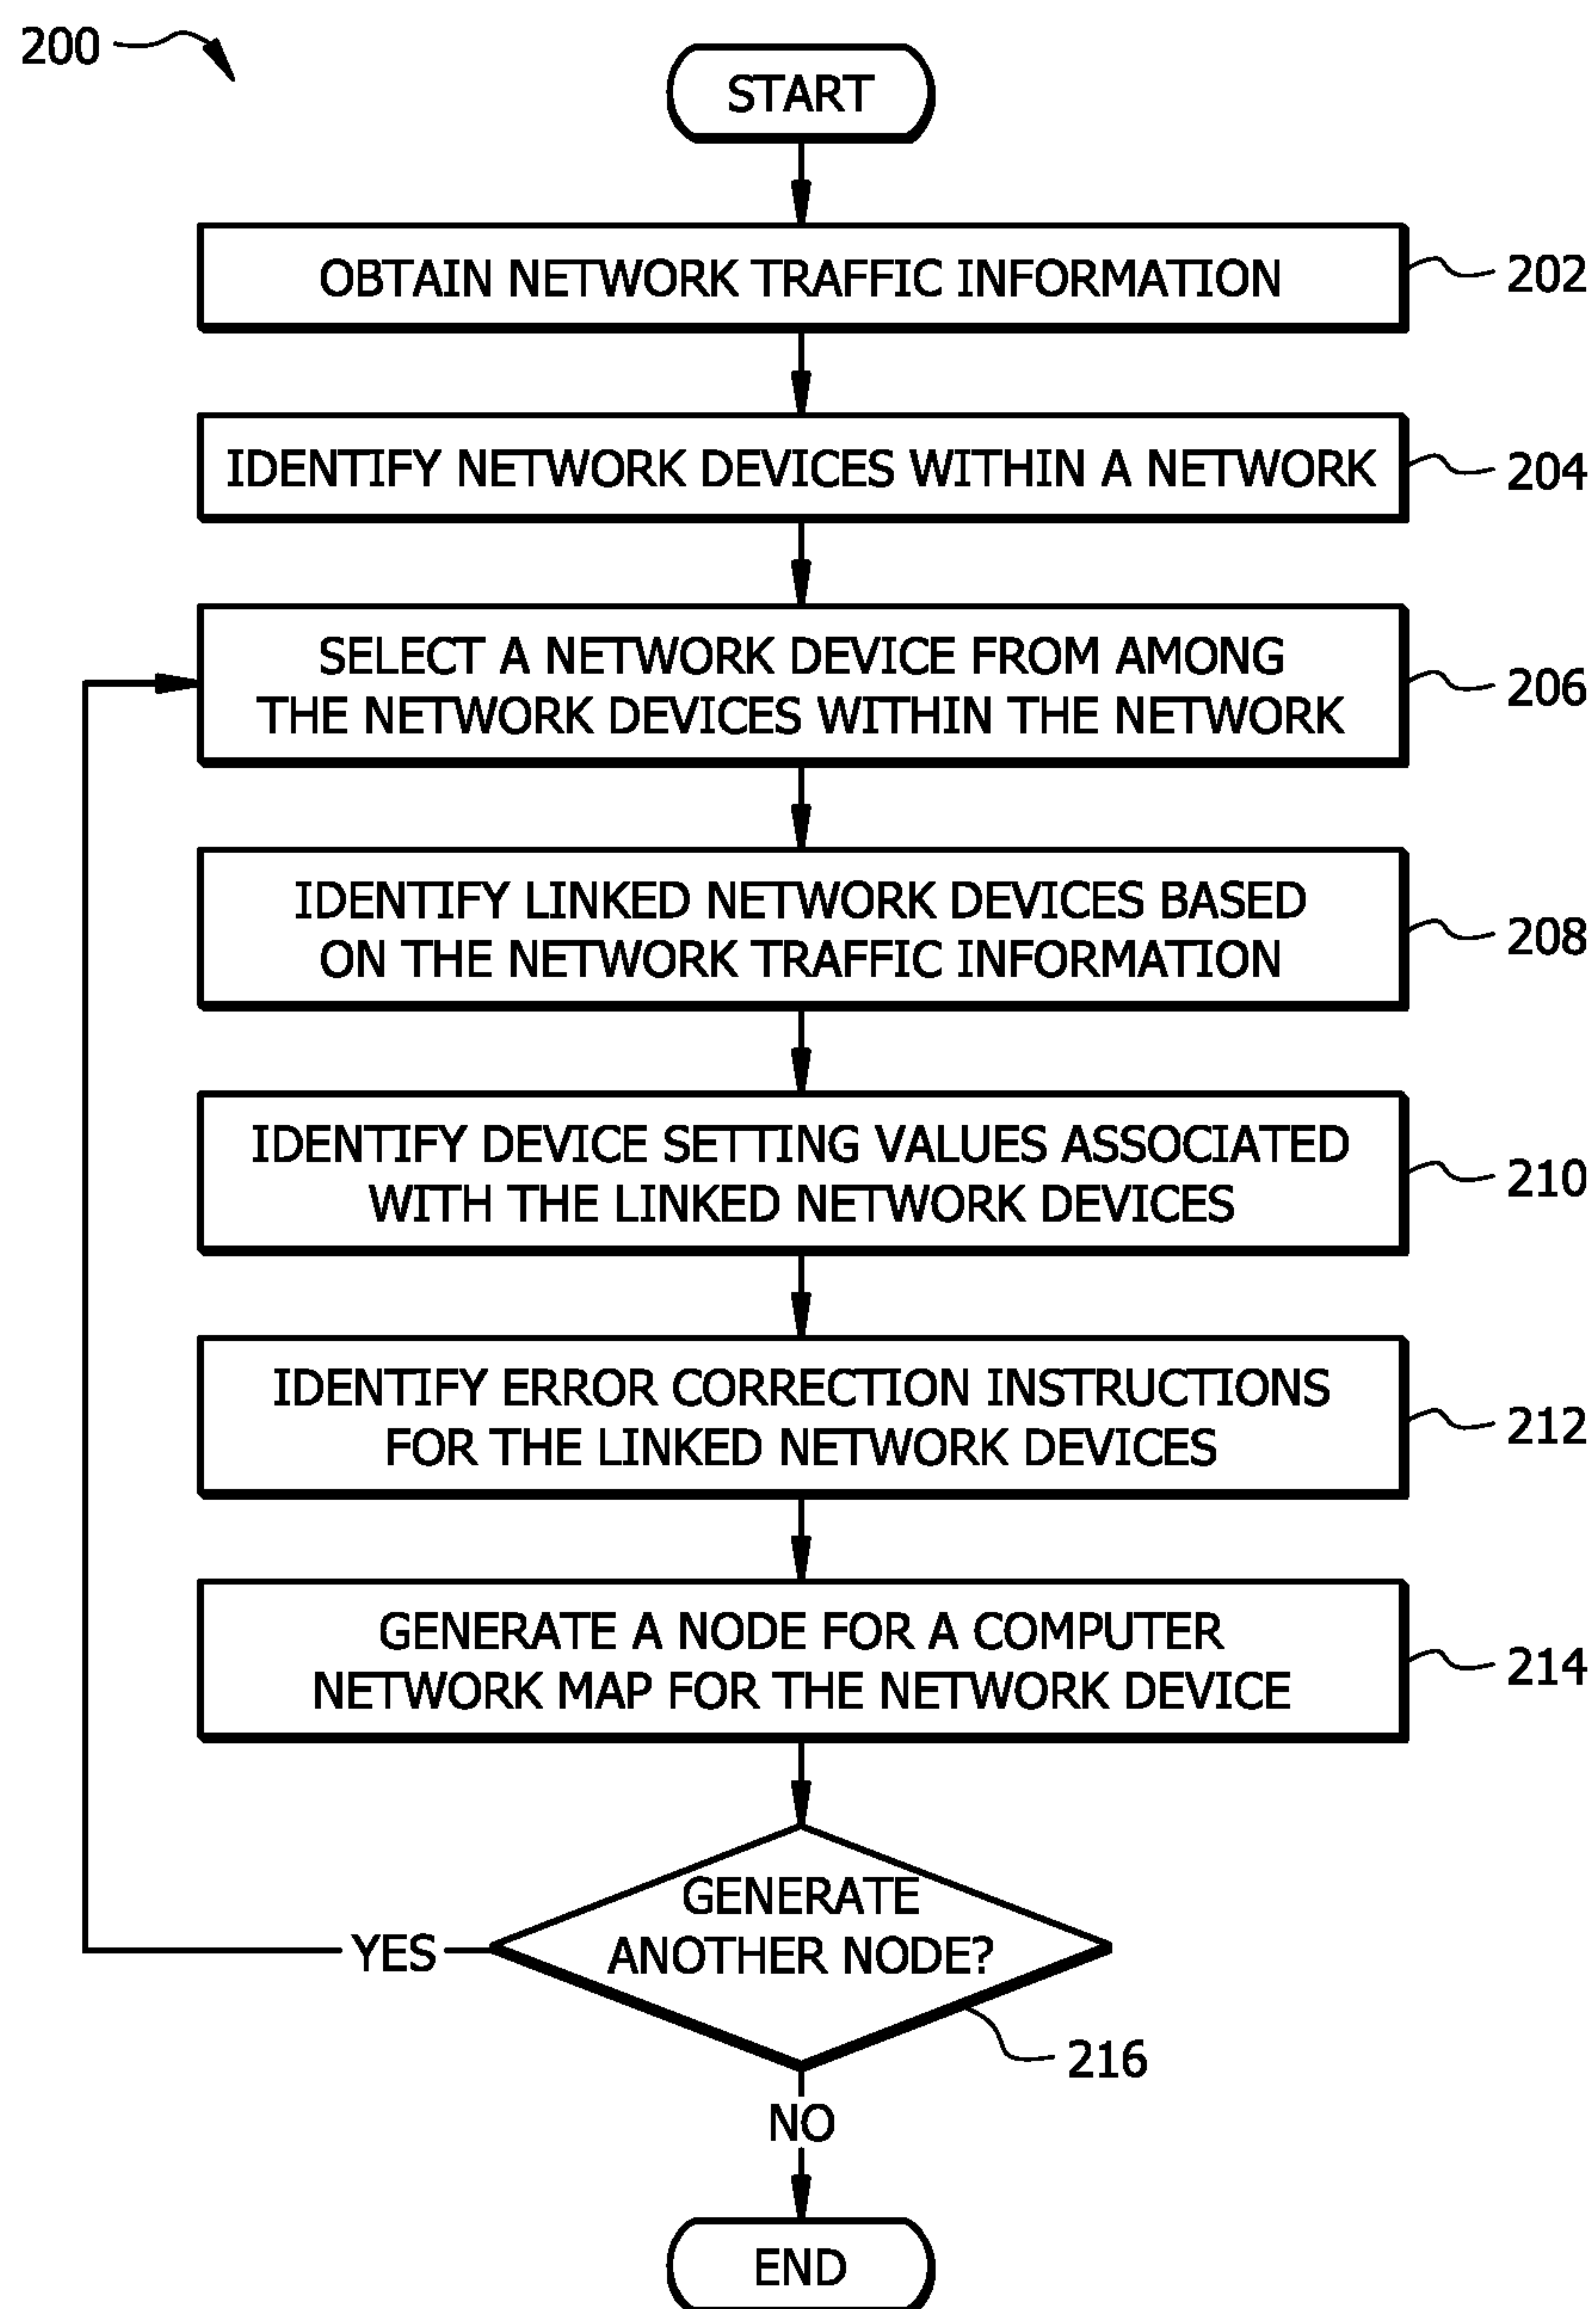 200
START
OBTAIN NETWORK TRAFFIC INFORMATION
202
IDENTIFY NETWORK DEVICES WITHIN A NETWORK
204
SELECT A NETWORK DEVICE FROM AMONG
THE NETWORK DEVICES WITHIN THE NETWORK
206
IDENTIFY LINKED NETWORK DEVICES BASED
ON THE NETWORK TRAFFIC INFORMATION
208
IDENTIFY DEVICE SETTING VALUES ASSOCIATED
WITH THE LINKED NETWORK DEVICES
210
IDENTIFY ERROR CORRECTION INSTRUCTIONS
FOR THE LINKED NETWORK DEVICES
212
GENERATE A NODE FOR A COMPUTER
NETWORK MAP FOR THE NETWORK DEVICE
214
GENERATE
ANOTHER NODE?
YES
216
NO
END